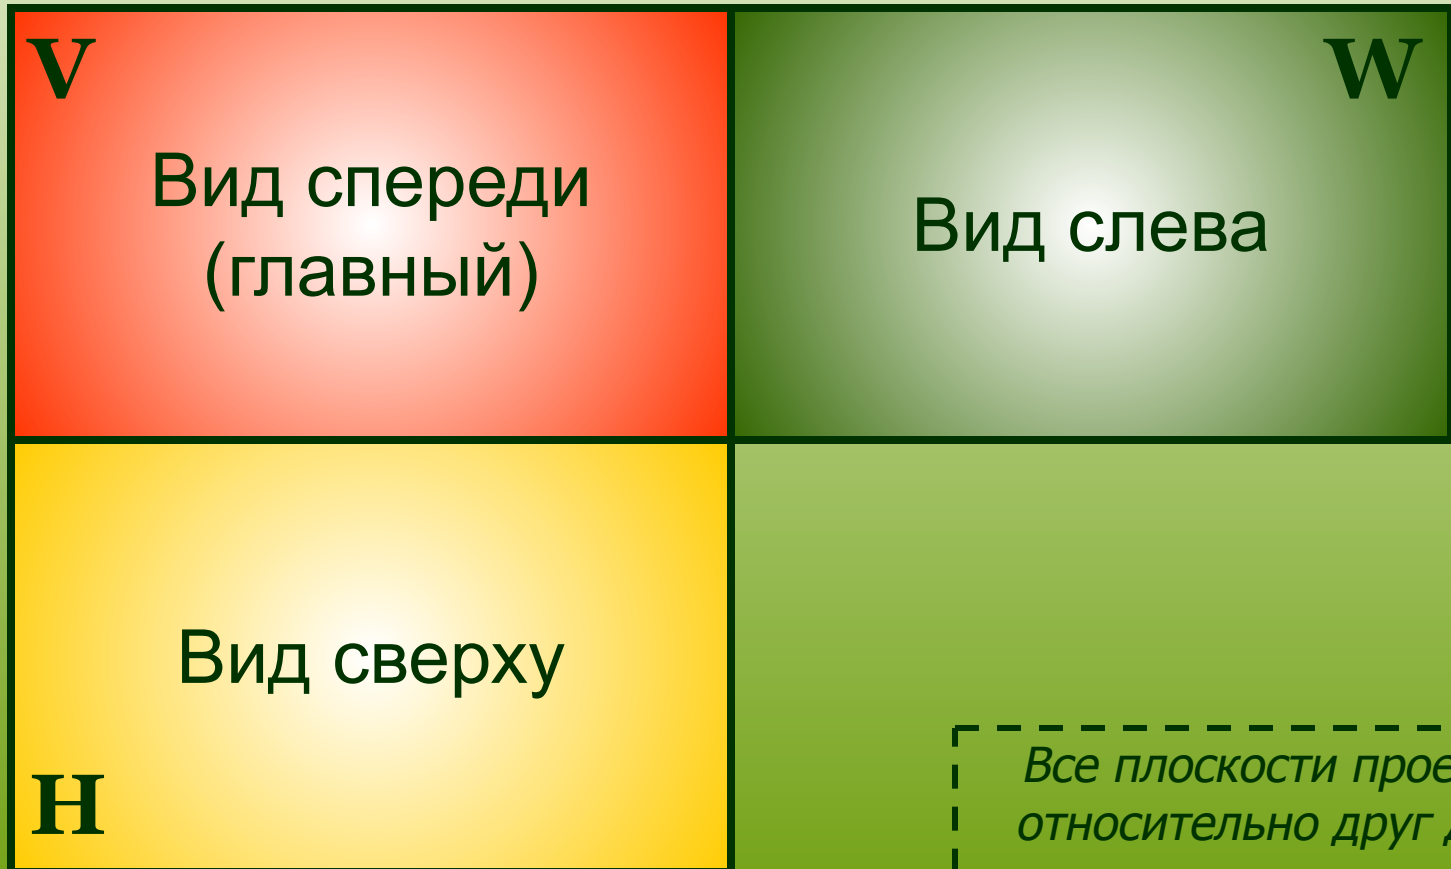 V
W
Вид спереди
(главный)
Вид слева
Вид сверху
H
Все плоскости
относительно друг